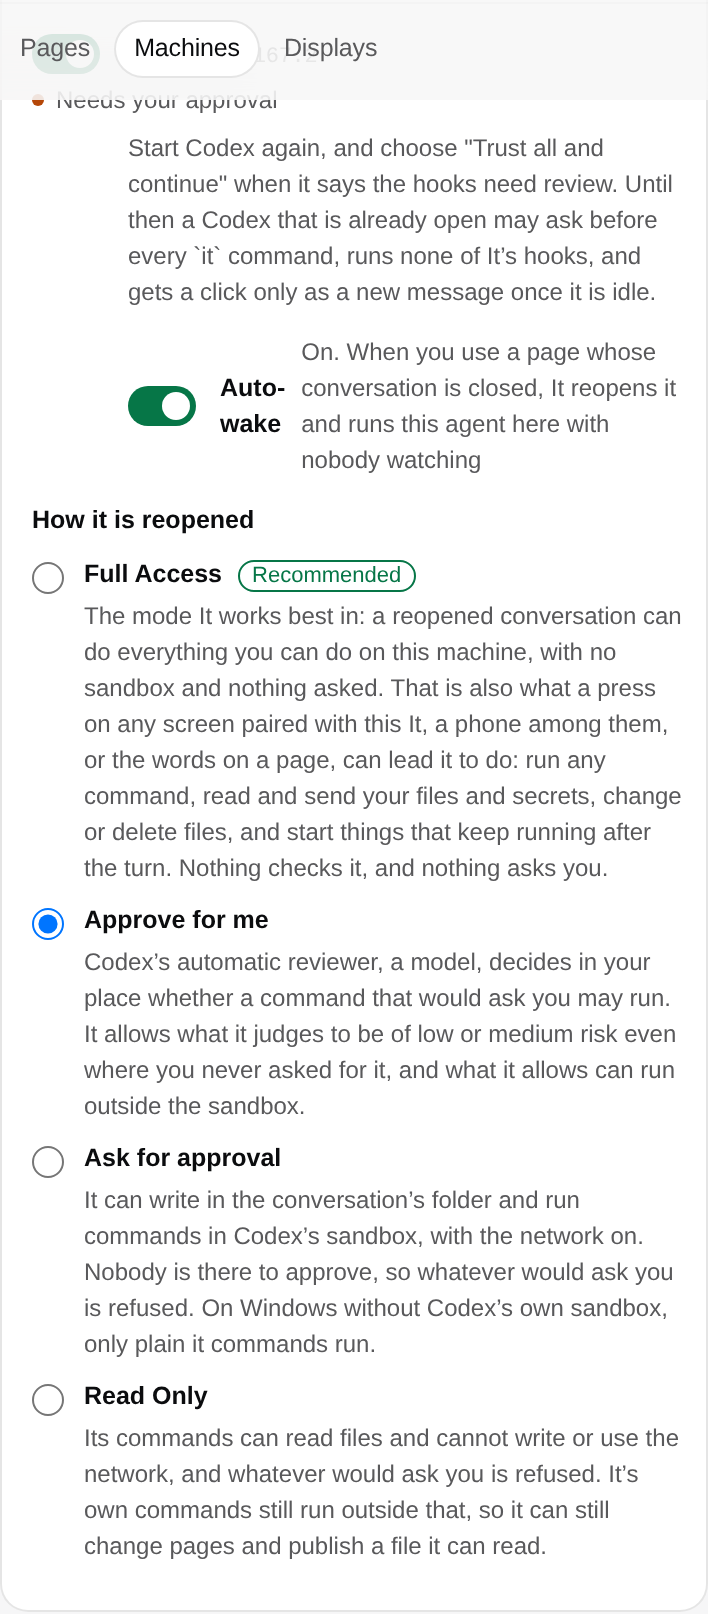 Pages Machines Displays
Needs your approval
Start Codex again, and choose "Trust all and
continue" when it says the hooks need review. Until
then a Codex that is already open may ask before
every `it` command, runs none of It’s hooks, and
gets a click only as a new message once it is idle.
Auto-
wake
On. When you use a page whose
conversation is closed, It reopens it
and runs this agent here with
nobody watching
How it is reopened
Full Access Recommended
The mode It works best in: a reopened conversation can
do everything you can do on this machine, with no
sandbox and nothing asked. That is also what a press
on any screen paired with this It, a phone among them,
or the words on a page, can lead it to do: run any
command, read and send your files and secrets, change
or delete files, and start things that keep running after
the turn. Nothing checks it, and nothing asks you.
Approve for me
Codex’s automatic reviewer, a model, decides in your
place whether a command that would ask you may run.
It allows what it judges to be of low or medium risk even
where you never asked for it, and what it allows can run
outside the sandbox.
Ask for approval
It can write in the conversation’s folder and run
commands in Codex’s sandbox, with the network on.
Nobody is there to approve, so whatever would ask you
is refused. On Windows without Codex’s own sandbox,
only plain it commands run.
Read Only
Its commands can read files and cannot write or use the
network, and whatever would ask you is refused. It’s
own commands still run outside that, so it can still
change pages and publish a file it can read.